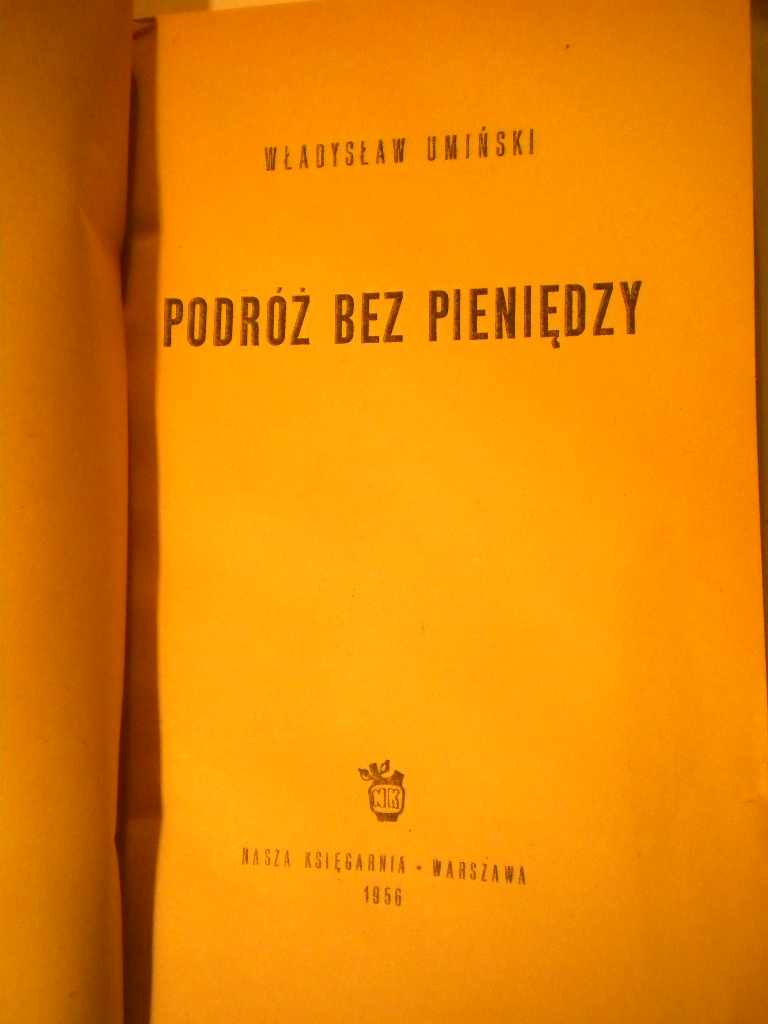 WŁADYSŁAW UMIŃSKI
PODRÓŻ BEZ PIENIĘDZY
NK
NASZA KSIĘGARNIA - WARSZAWA
1956